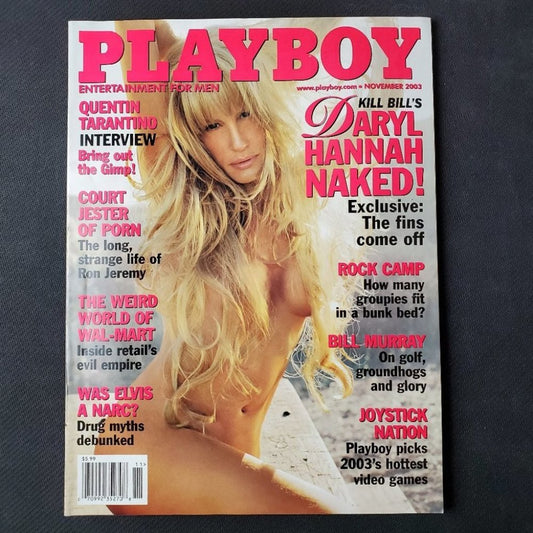 PLAYBOY
ENTERTAINMENT FOR MEN
www.playboy.com • NOVEMBER 2003
QUENTIN
TARANTINO
INTERVIEW
Bring out
the Gimp!
COURT
JESTER
OF PORN
The long,
strange life of
Ron Jeremy
THE WEIRD
WORLD OF
WAL-MART
Inside retail's
evil empire
WAS ELVIS
A NARC?
Drug myths
debunked
KILL BILL'S
DARYL
HANNAH
NAKED!
Exclusive:
The fins
come off
ROCK CAMP
How many
groupies fit
in a bunk bed?
BILL MURRAY
On golf,
groundhogs
and glory
JOYSTICK
NATION
Playboy picks
2003's hottest
video games
$5.99
11>